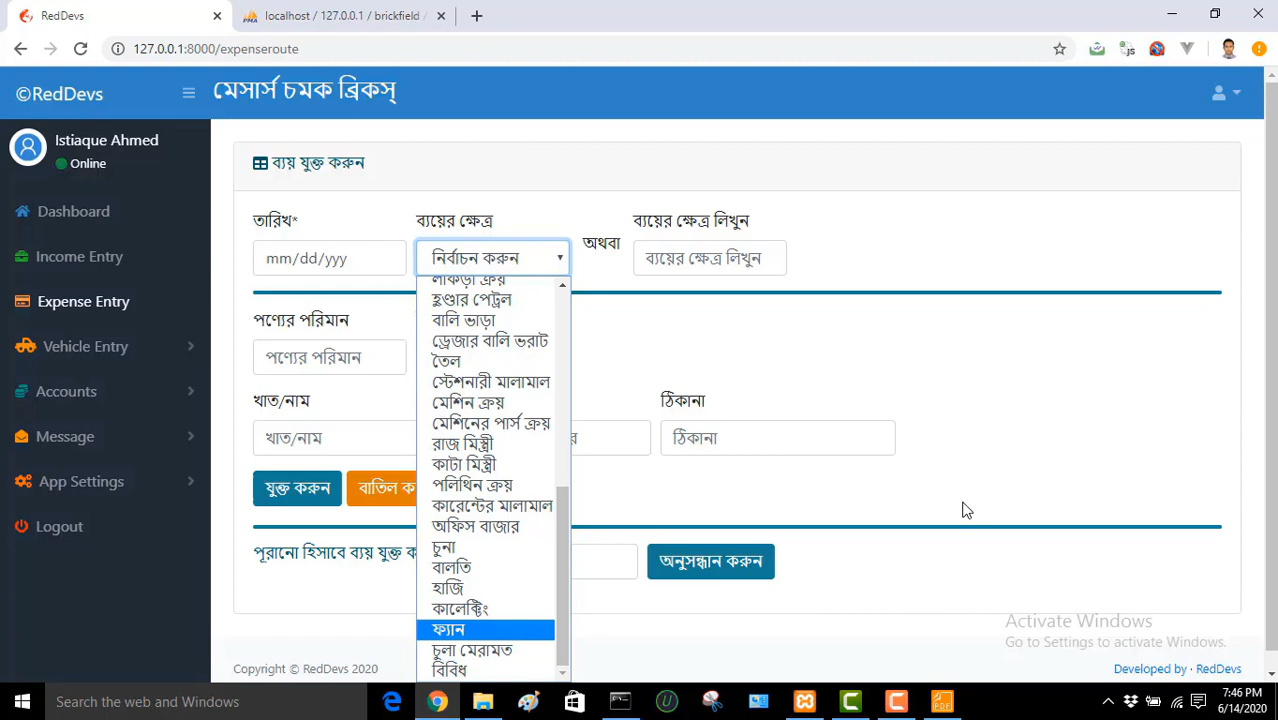 RedDevs
localhost / 127.0.0.1 / brickfield /
127.0.0.1:8000/expenseroute
©RedDevs
মেসার্স চমক ব্রিকস্
Istiaque Ahmed
Online
Dashboard
Income Entry
Expense Entry
Vehicle Entry
Accounts
Message
App Settings
Logout
ব্যয় যুক্ত করুন
তারিখ*
ব্যয়ের ক্ষেত্র
অথবা
ব্যয়ের ক্ষেত্র লিখুন
mm/dd/yyy
নির্বাচন করুন
ব্যয়ের ক্ষেত্র লিখুন
লাকড়ী ক্রয়
হুণ্ডার পেট্রল
বালি ভাড়া
ড্রেজার বালি ভরাট
তৈল
স্টেশনারী মালামাল
মেশিন ক্রয়
মেশিনের পার্স ক্রয়
রাজ মিস্ত্রী
কাটা মিস্ত্রী
পলিথিন ক্রয়
কারেন্টের মালামাল
অফিস বাজার
চুনা
বালতি
হাজি
কালেক্টিং
ফ্যান
চুলা মেরামত
বিবিধ
পণ্যের পরিমান
পণ্যের পরিমান
খাত/নাম
ঠিকানা
খাত/নাম
ঠিকানা
যুক্ত করুন
বাতিল ক
পূরানো হিসাবে ব্যয় যুক্ত ক
অনুসন্ধান করুন
Activate Windows
Go to Settings to activate Windows.
Copyright © RedDevs 2020
Developed by · RedDevs
Search the web and Windows
7:46 PM
6/14/2020